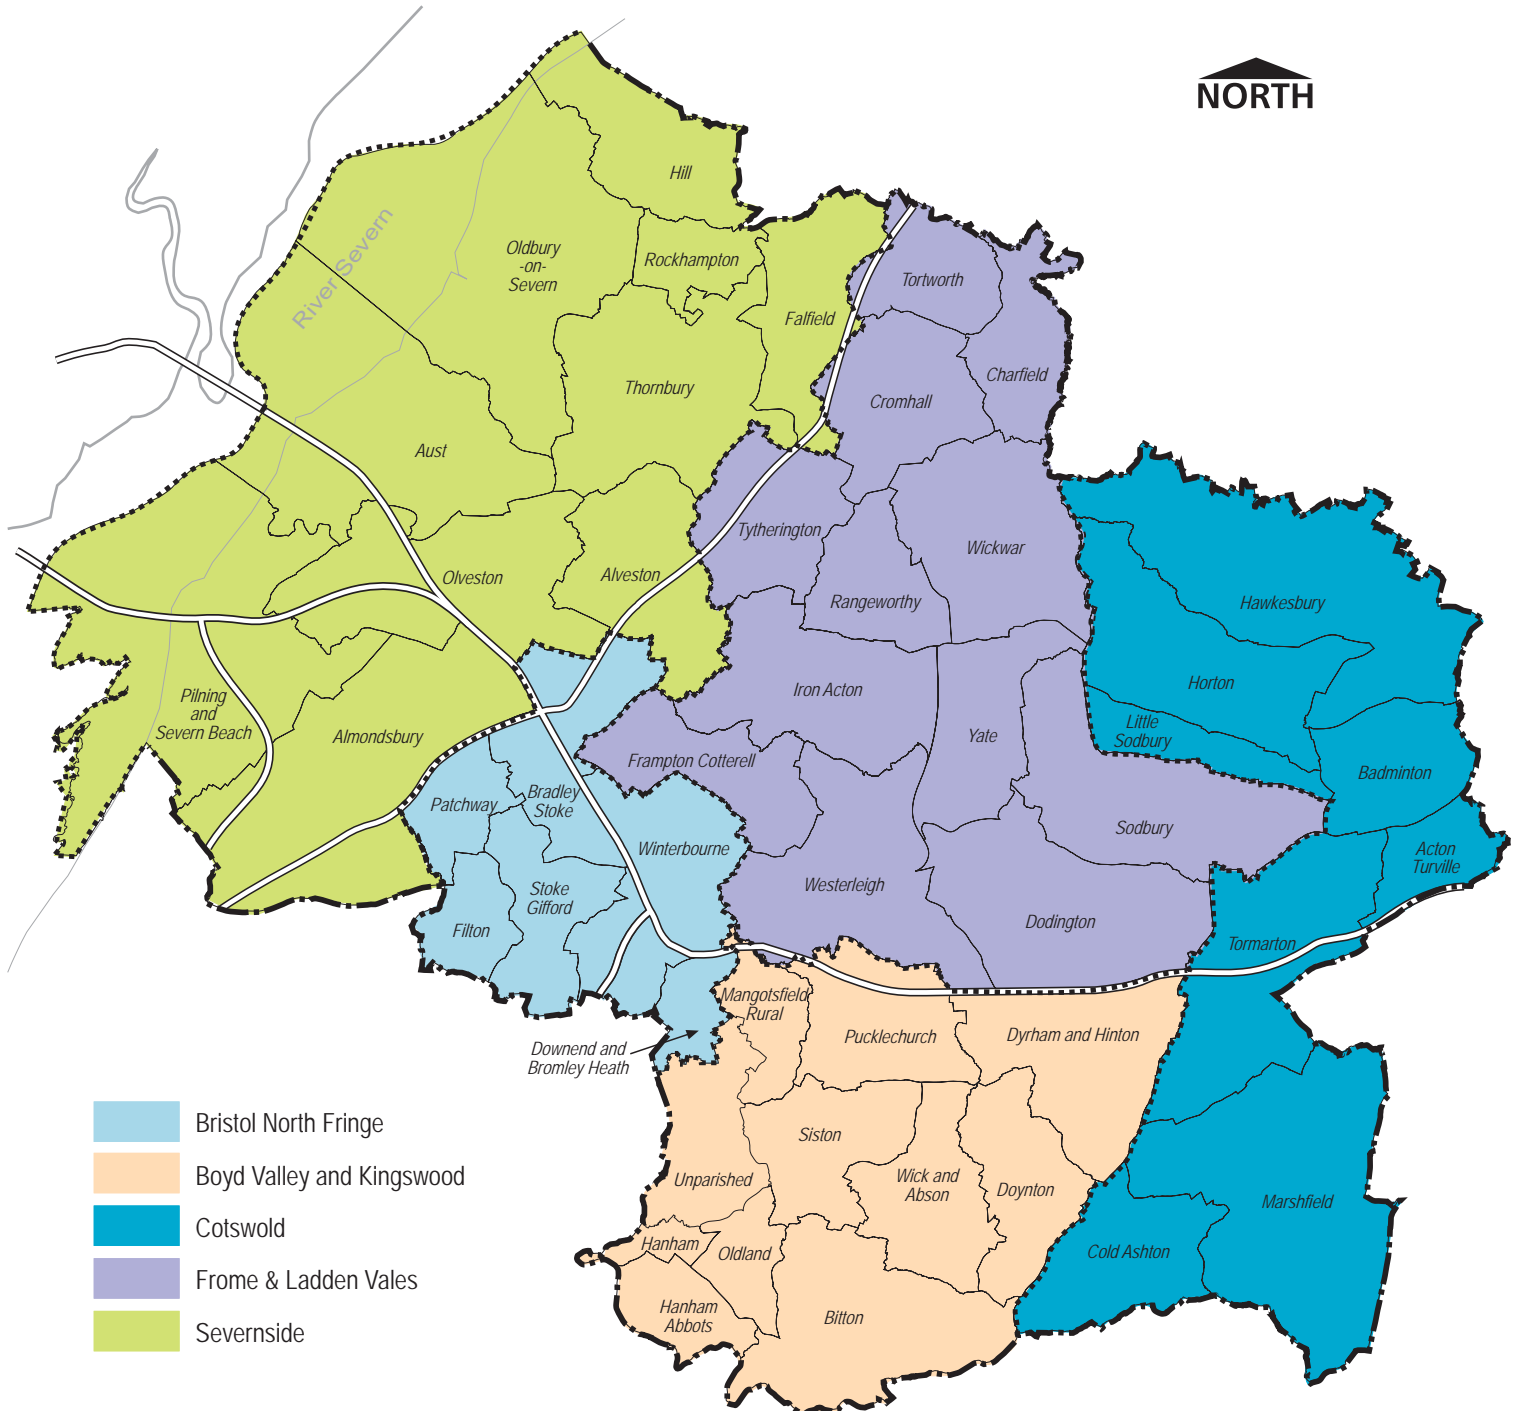 NORTH
Hill
River Severn
Oldbury
-on-
Severn
Rockhampton
Tortworth
Falfield
Charfield
Thornbury
Cromhall
Aust
Tytherington
Wickwar
Olveston
Alveston
Rangeworthy
Hawkesbury
Horton
Iron Acton
Pilning
and
Severn Beach
Almondsbury
Little
Sodbury
Yate
Frampton Cotterell
Badminton
Patchway
Bradley
Stoke
Sodbury
Winterbourne
Acton
Turville
Westerleigh
Stoke
Gifford
Dodington
Filton
Tormarton
Mangotsfield
Rural
Pucklechurch
Dyrham and Hinton
Downend and
Bromley Heath
Bristol North Fringe
Siston
Boyd Valley and Kingswood
Unparished
Wick and
Abson
Doynton
Marshfield
Cotswold
Hanham
Oldland
Cold Ashton
Frome & Ladden Vales
Hanham
Abbots
Bitton
Severnside